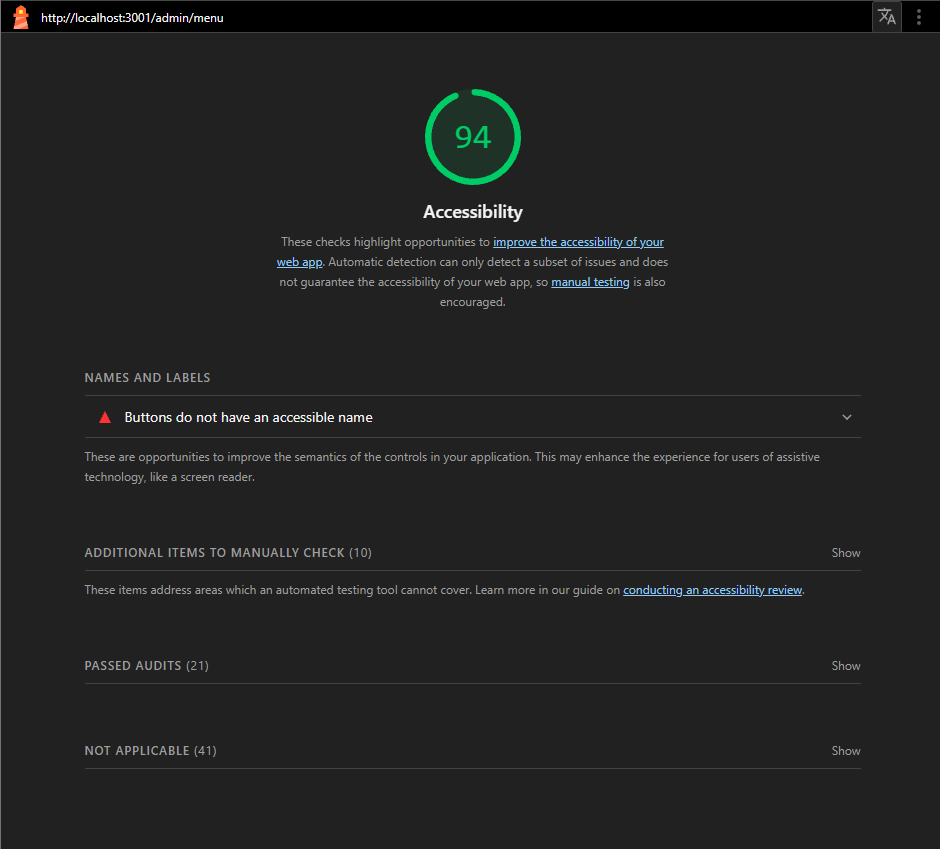 http://localhost:3001/admin/menu
94
Accessibility
These checks highlight opportunities to improve the accessibility of your
web app. Automatic detection can only detect a subset of issues and does
not guarantee the accessibility of your web app, so manual testing is also
encouraged.
NAMES AND LABELS
Buttons do not have an accessible name
These are opportunities to improve the semantics of the controls in your application. This may enhance the experience for users of assistive
technology, like a screen reader.
ADDITIONAL ITEMS TO MANUALLY CHECK (10) Show
These items address areas which an automated testing tool cannot cover. Learn more in our guide on conducting an accessibility review.
PASSED AUDITS (21) Show
NOT APPLICABLE (41) Show